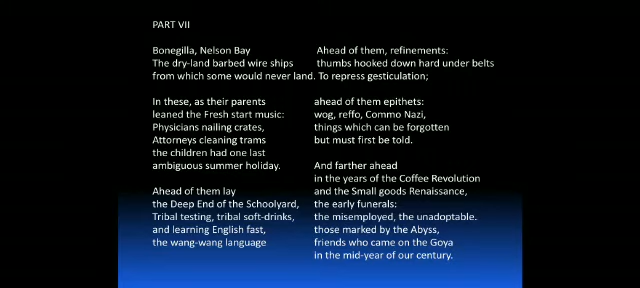 PART VII
Bonegilla, Nelson Bay
The dry-land barbed wire ships
from which some would never land.
In these, as their parents
leaned the Fresh start music:
Physicians nailing crates,
Attorneys cleaning trams
the children had one last
ambiguous summer holiday.
Ahead of them lay
the Deep End of the Schoolyard,
Tribal testing, tribal soft-drinks,
and learning English fast,
the wang-wang language
Ahead of them, refinements:
thumbs hooked down hard under belts
To repress gesticulation;
ahead of them epithets:
wog, reffo, Commo Nazi,
things which can be forgotten
but must first be told.
And farther ahead
in the years of the Coffee Revolution
and the Small goods Renaissance,
the early funerals:
the misemployed, the unadoptable.
those marked by the Abyss,
friends who came on the Goya
in the mid-year of our century.